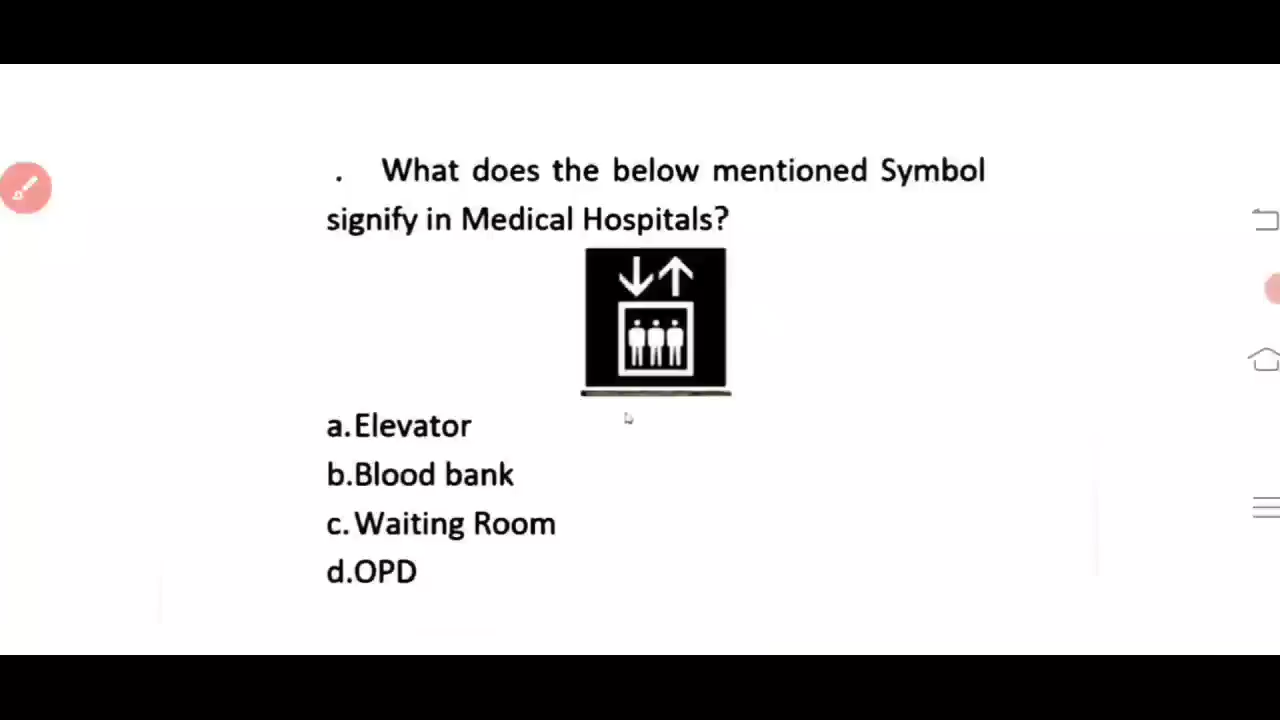 . What does the below mentioned Symbol
signify in Medical Hospitals?
a.Elevator
b.Blood bank
c. Waiting Room
d.OPD